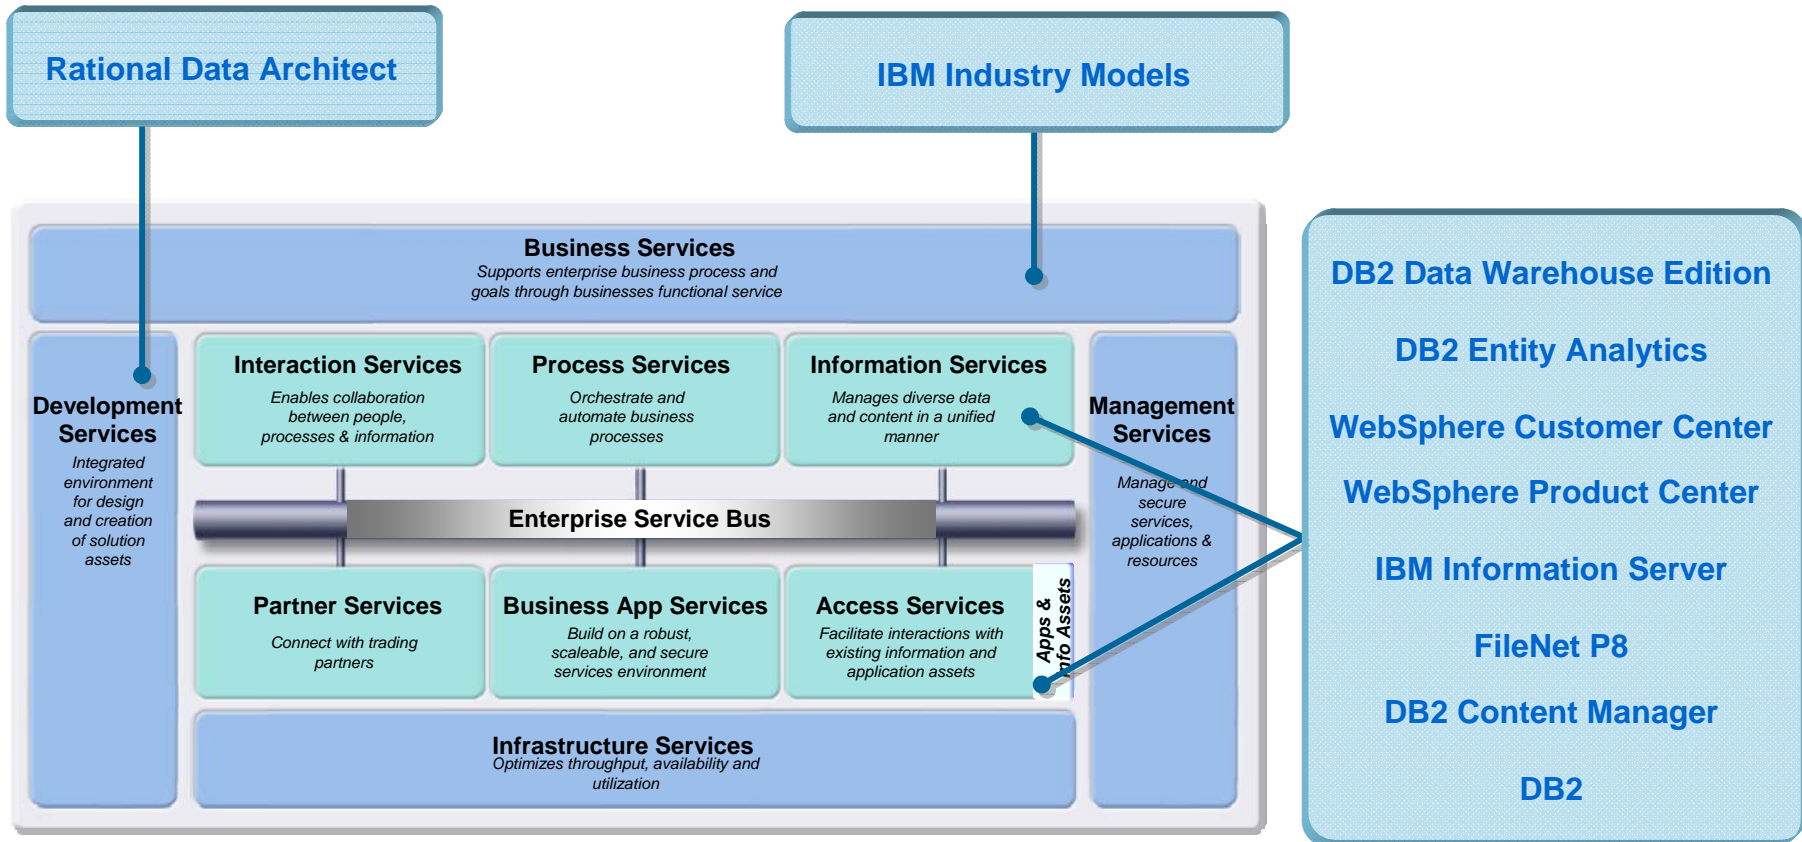 Rational Data Architect
IBM Industry Models
Business Services
Supports enterprise business process and
goals through businesses functional service
Development
Services
Integrated
environment
for design
and creation
of solution
assets
Interaction Services
Enables collaboration
between people,
processes & information
Process Services
Orchestrate and
automate business
processes
Information Services
Manages diverse data
and content in a unified
manner
Management
Services
Manage and
secure
services,
applications &
resources
Enterprise Service Bus
Partner Services
Connect with trading
partners
Business App Services
Build on a robust,
scaleable, and secure
services environment
Access Services
Facilitate interactions with
existing information and
application assets
Apps &
Info Assets
Infrastructure Services
Optimizes throughput, availability and
utilization
DB2 Data Warehouse Edition
DB2 Entity Analytics
WebSphere Customer Center
WebSphere Product Center
IBM Information Server
FileNet P8
DB2 Content Manager
DB2